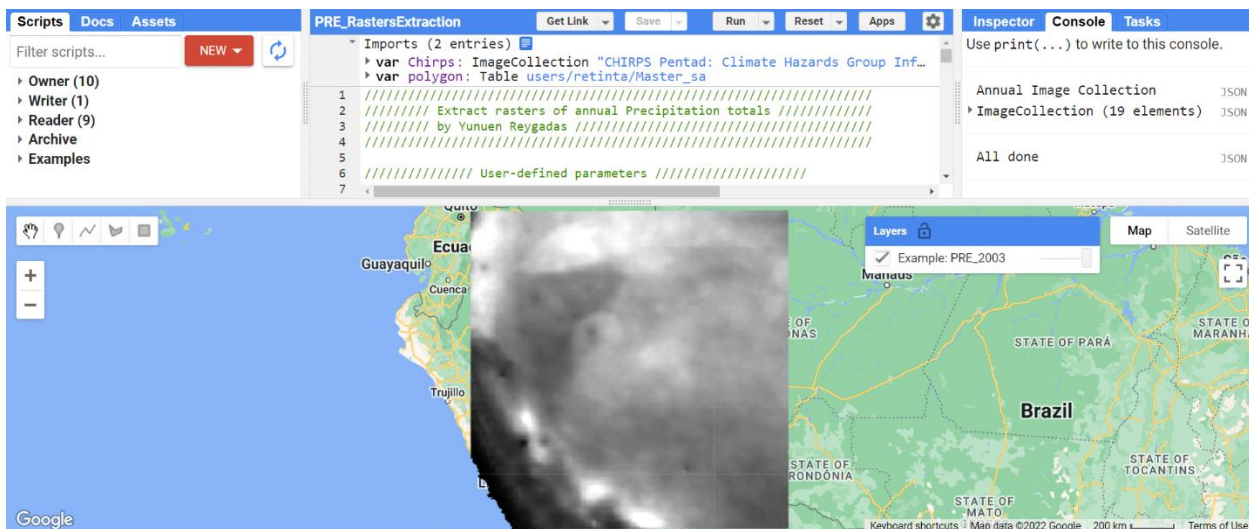 Scripts Docs Assets
Filter scripts...
NEW
Owner (10)
Writer (1)
Reader (9)
Archive
Examples
PRE_RastersExtraction
Get Link Save Run Reset Apps
Imports (2 entries)
var Chirps: ImageCollection "CHIRPS Pentad: Climate Hazards Group Inf…
var polygon: Table users/retinta/Master_sa
1 //////////////////////////////////////////////////////////////////////
2 ///////// Extract rasters of annual Precipitation totals /////////////
3 ///////// by Yunuen Reygadas /////////////////////////////////////////
4 //////////////////////////////////////////////////////////////////////
5
6 /////////////// User-defined parameters /////////////////////
7
Inspector Console Tasks
Use print(...) to write to this console.
Annual Image Collection JSON
ImageCollection (19 elements) JSON
All done JSON
Quito
Ecua
Guayaquil
Cuenca
Trujillo
L
Layers
Example: PRE_2003
Map Satellite
Manaus
STATE OF PARÁ
STATE O
MARANH
Brazil
STATE OF
RONDÔNIA
STATE OF
TOCANTINS
STATE OF
MATO
Google
Keyboard shortcuts Map data ©2022 Google 200 km Terms of Use